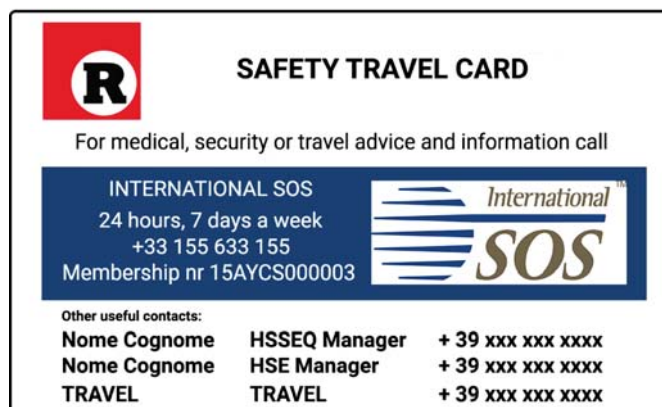 R
SAFETY TRAVEL CARD
For medical, security or travel advice and information call
INTERNATIONAL SOS
24 hours, 7 days a week
+33 155 633 155
Membership nr 15AYCS000003
International™
SOS
Other useful contacts:
Nome Cognome HSSEQ Manager + 39 xxx xxx xxxx
Nome Cognome HSE Manager + 39 xxx xxx xxxx
TRAVEL TRAVEL + 39 xxx xxx xxxx